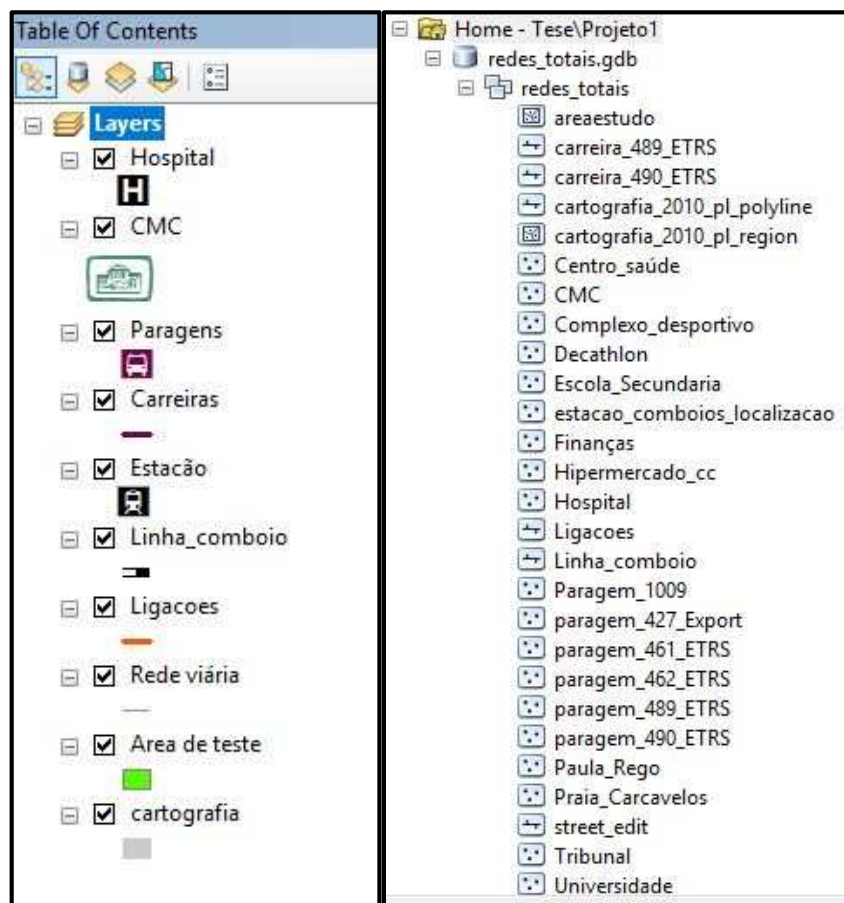 Table Of Contents
Layers
Hospital
H
CMC
Paragens
Carreiras
Estacão
Linha_comboio
Ligacoes
Rede viária
Area de teste
cartografia
Home - Tese\Projeto1
redes_totais.gdb
redes_totais
areaestudo
carreira_489_ETRS
carreira_490_ETRS
cartografia_2010_pl_polyline
cartografia_2010_pl_region
Centro_saúde
CMC
Complexo_desportivo
Decathlon
Escola_Secundaria
estacao_comboios_localizacao
Finanças
Hipermercado_cc
Hospital
Ligacoes
Linha_comboio
Paragem_1009
paragem_427_Export
paragem_461_ETRS
paragem_462_ETRS
paragem_489_ETRS
paragem_490_ETRS
Paula_Rego
Praia_Carcavelos
street_edit
Tribunal
Universidade